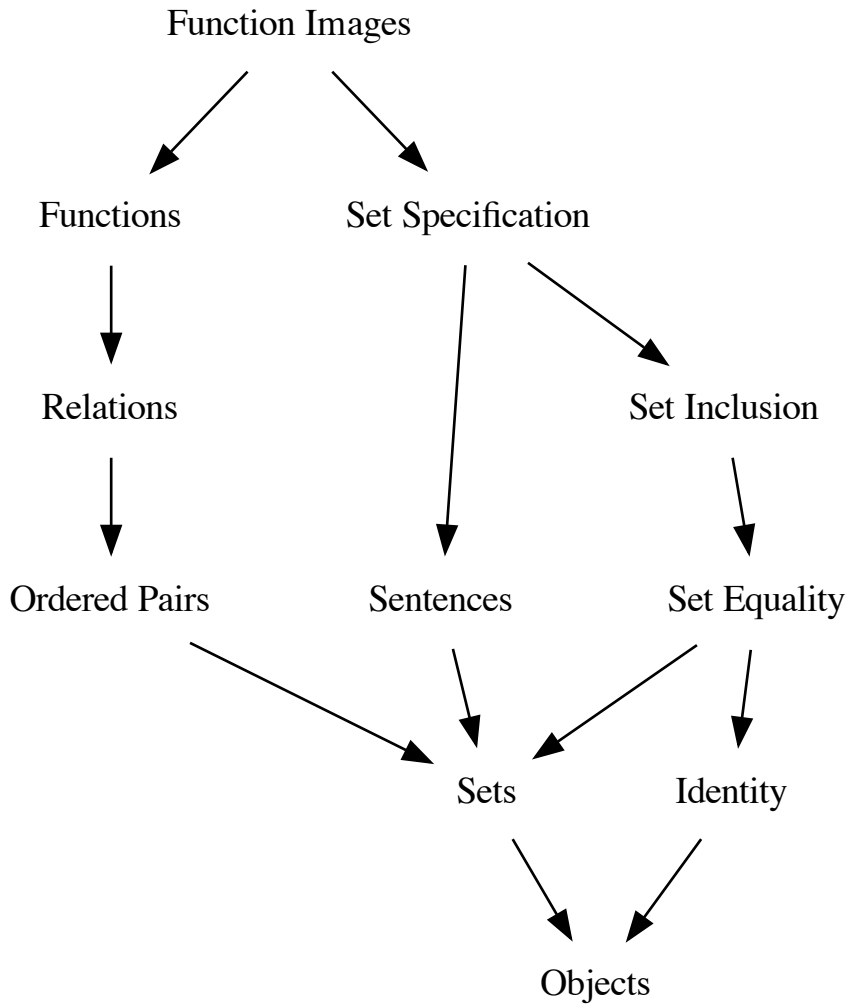 Function Images
Functions
Set Specification
Relations
Set Inclusion
Ordered Pairs
Sentences
Set Equality
Sets
Identity
Objects